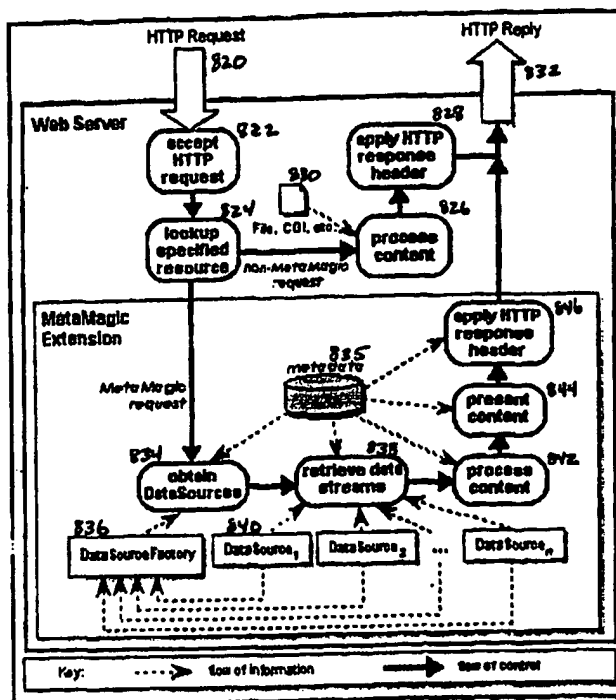 HTTP Request
820
HTTP Reply
832
Web Server
822
accept
HTTP
request
828
apply HTTP
response
header
830
File, CGI, etc.
824
lookup
specified
resource
non-MetaMagic
request
826
process
content
MetaMagic
Extension
846
apply HTTP
response
header
835
metadata
MetaMagic
request
844
present
content
834
obtain
DataSources
838
retrieve data
streams
842
process
content
836
DataSourceFactory
840
DataSource1
DataSource2
...
DataSourcen
Key:
flow of information
flow of control